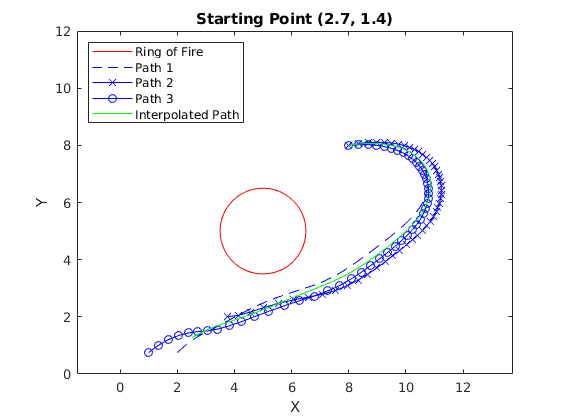 Starting Point (2.7, 1.4)
12
Ring of Fire
Path 1
Path 2
Path 3
Interpolated Path
10
8
6
4
2
0
Y
0 2 4 6 8 10 12
X